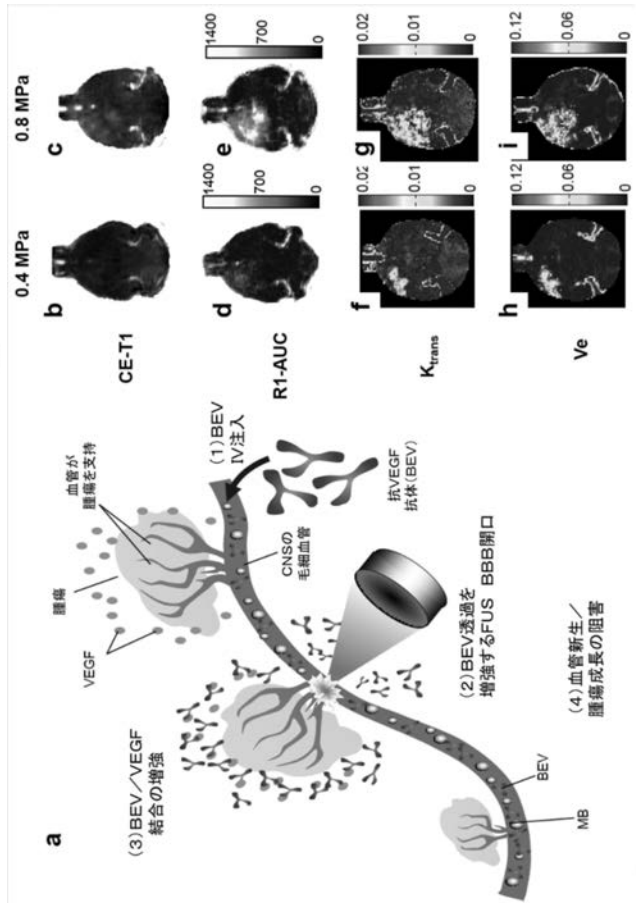 a
腫瘍
VEGF
血管が
腫瘍を支持
(1)BEV
IV注入
CNSの
毛細血管
抗VEGF
抗体(BEV)
(2)BEV透過を
増強するFUS BBB開口
(3)BEV/VEGF
結合の増強
(4)血管新生/
腫瘍成長の阻害
BEV
MB
0.4 MPa
0.8 MPa
CE-T1
b
c
R1-AUC
d
1400
700
0
e
1400
700
0
Ktrans
f
0.02
0.01
0
g
0.02
0.01
0
Ve
h
0.12
0.06
0
i
0.12
0.06
0